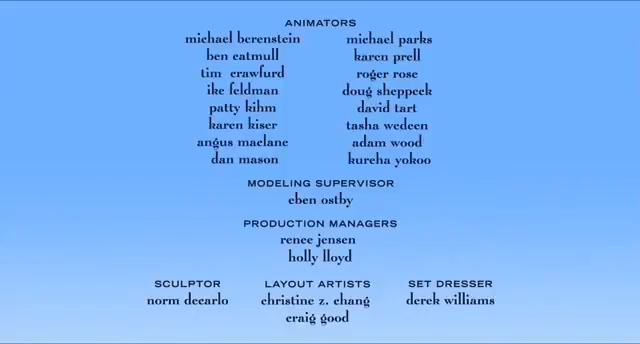 ANIMATORS
michael berenstein michael parks
ben catmull karen prell
tim crawfurd roger rose
ike feldman doug sheppeck
patty kihm david tart
karen kiser tasha wedeen
angus maclane adam wood
dan mason kureha yokoo
MODELING SUPERVISOR
eben ostby
PRODUCTION MANAGERS
renee jensen
holly lloyd
SCULPTOR LAYOUT ARTISTS SET DRESSER
norm decarlo christine z. chang derek williams
craig good